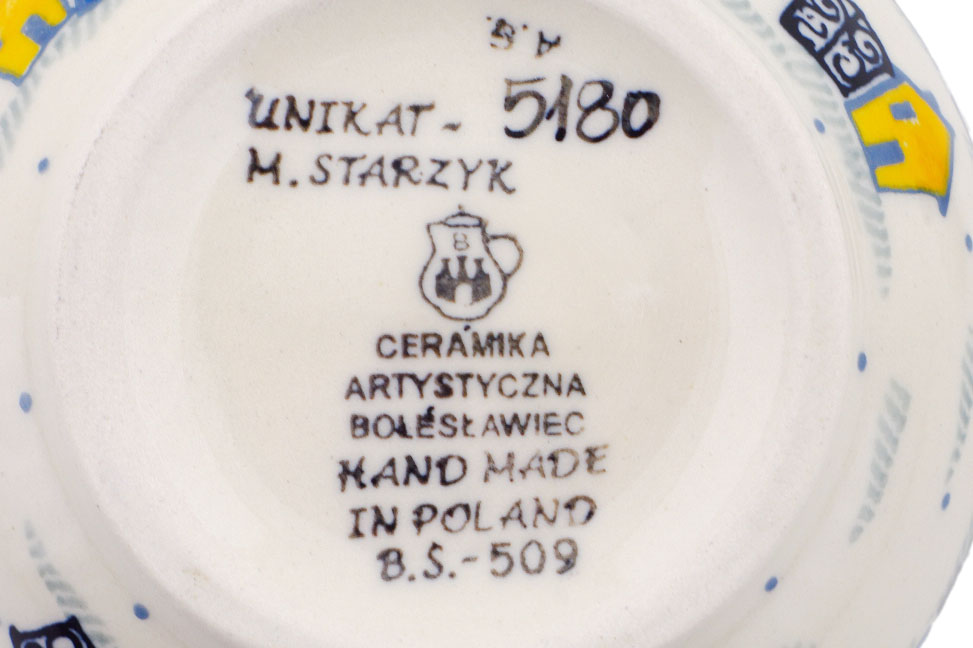 A.G.
UNIKAT - 5180
M. STARZYK
B
CERAMIKA
ARTYSTYCZNA
BOLESŁAWIEC
HAND MADE
IN POLAND
B.S.-509